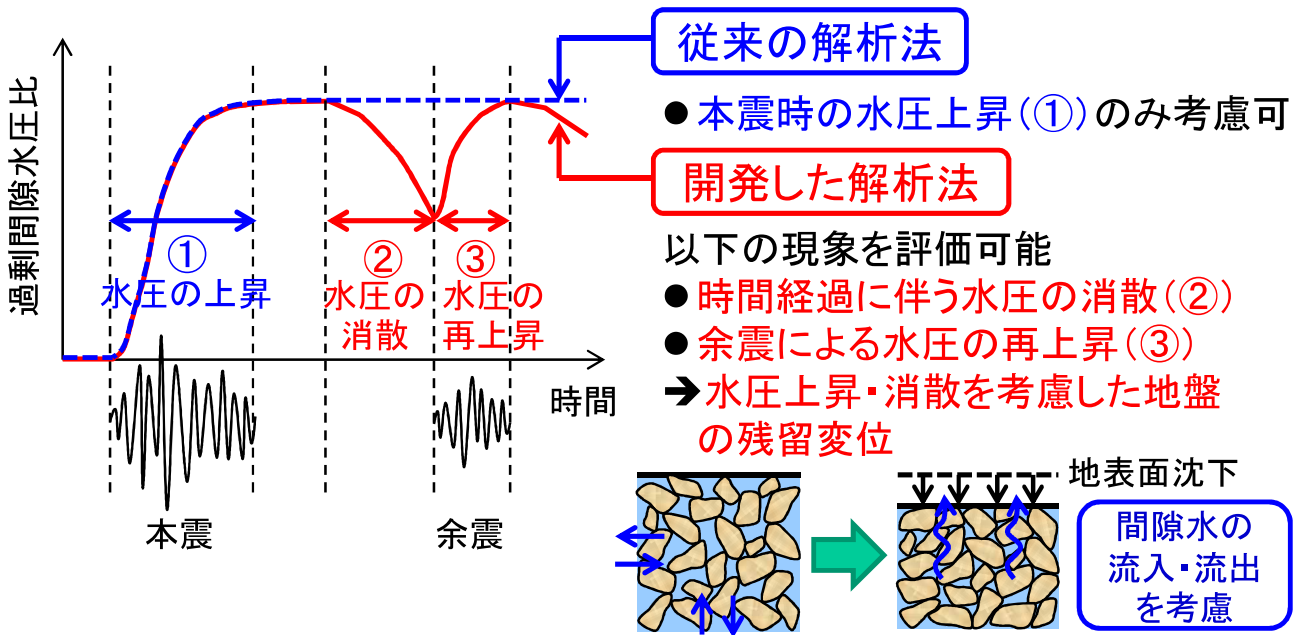 過剰間隙水圧比
①
水圧の上昇
②
水圧の
消散
③
水圧の
再上昇
時間
本震
余震
従来の解析法
●本震時の水圧上昇(①)のみ考慮可
開発した解析法
以下の現象を評価可能
●時間経過に伴う水圧の消散(②)
●余震による水圧の再上昇(③)
➔水圧上昇・消散を考慮した地盤
の残留変位
地表面沈下
間隙水の
流入・流出
を考慮